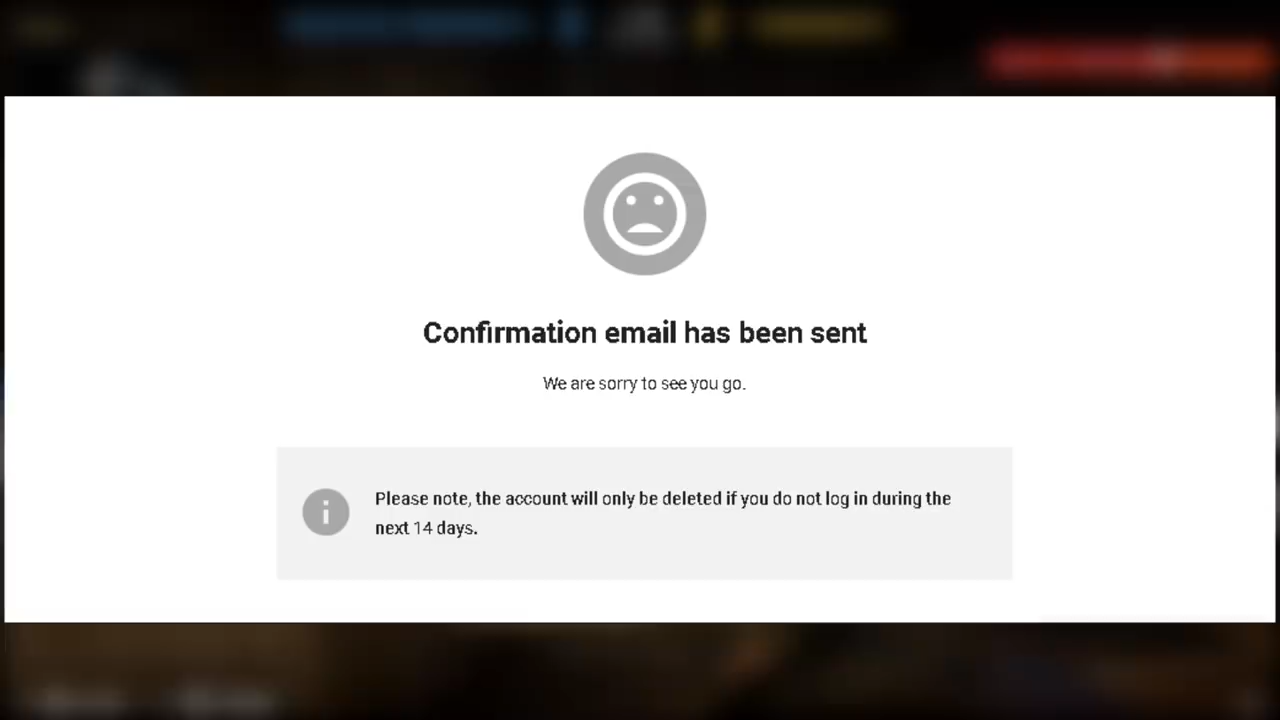 Confirmation email has been sent
We are sorry to see you go.
Please note, the account will only be deleted if you do not log in during the
next 14 days.